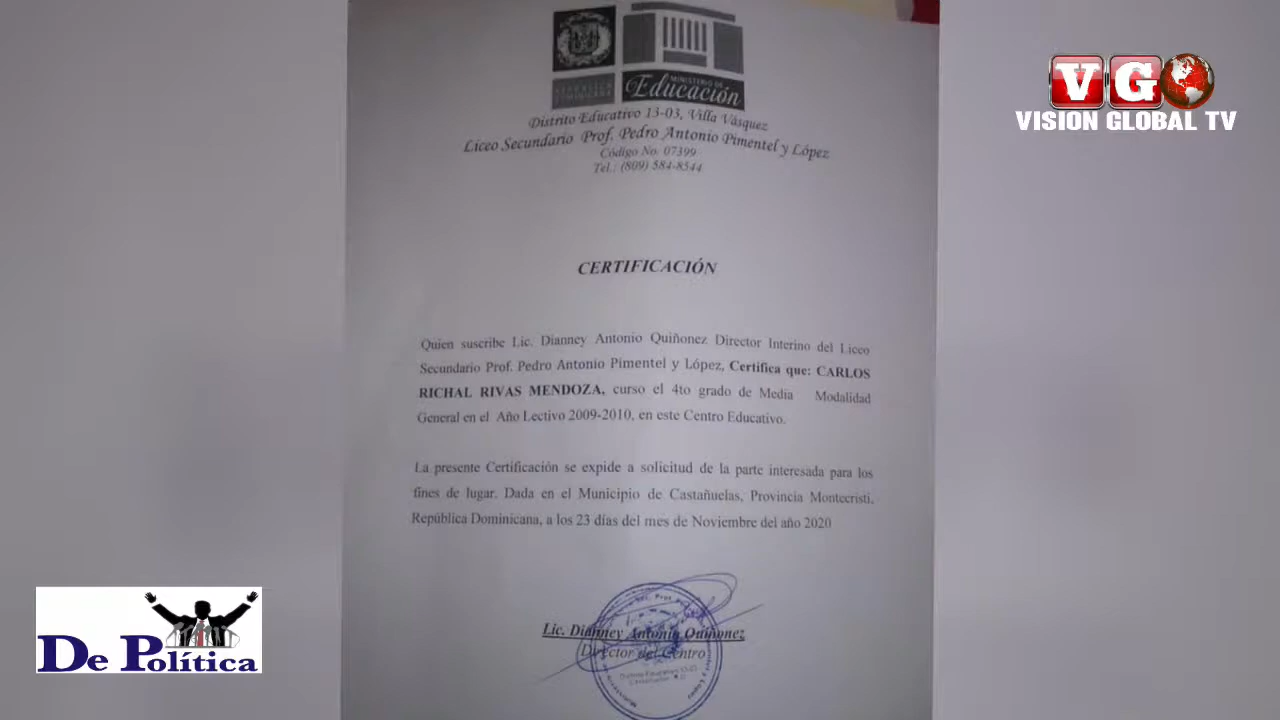 REPÚBLICA DOMINICANA
MINISTERIO DE
Educación
Distrito Educativo 13-03, Villa Vásquez
Liceo Secundario Prof. Pedro Antonio Pimentel y López
Código No. 07399
Tel.: (809) 584-8544
VG
VISION GLOBAL TV
CERTIFICACIÓN
Quien suscribe Lic. Dianney Antonio Quiñonez Director Interino del Liceo
Secundario Prof. Pedro Antonio Pimentel y López, Certifica que: CARLOS
RICHAL RIVAS MENDOZA, curso el 4to grado de Media Modalidad
General en el Año Lectivo 2009-2010, en este Centro Educativo.
La presente Certificación se expide a solicitud de la parte interesada para los
fines de lugar. Dada en el Municipio de Castañuelas, Provincia Montecristi,
República Dominicana, a los 23 días del mes de Noviembre del año 2020
Lic. Dianney Antonio Quiñonez
Director del Centro
De Política